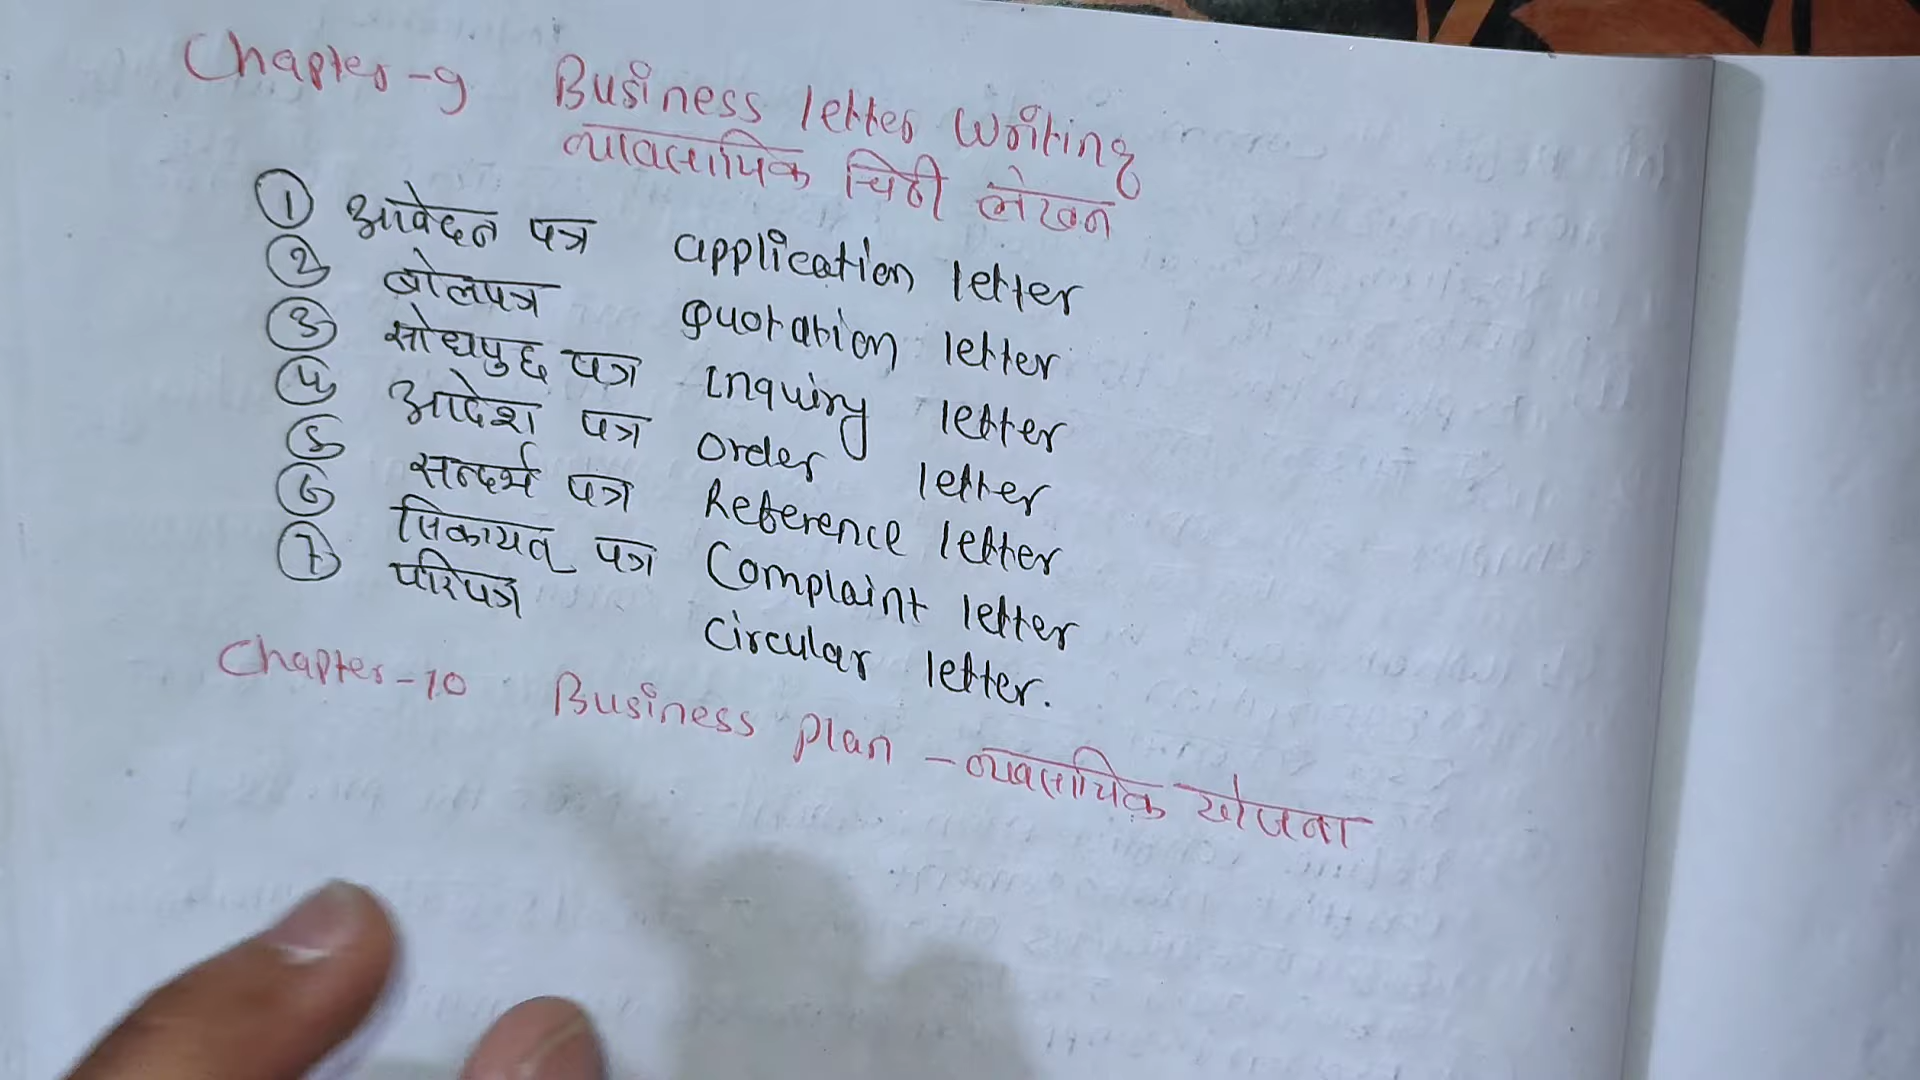 Chapter-9 Business letter Writing
व्यावसायिक चिठी लेखन
① आवेदन पत्र application letter
② बोलपत्र Quotation letter
③ सोधपुछ पत्र Inquiry letter
④ आदेश पत्र order letter
⑤ सन्दर्भ पत्र Reference letter
⑥ सिकायत पत्र Complaint letter
⑦ परिपत्र circular letter.
Chapter-10 Business plan - व्यवसायिक योजना